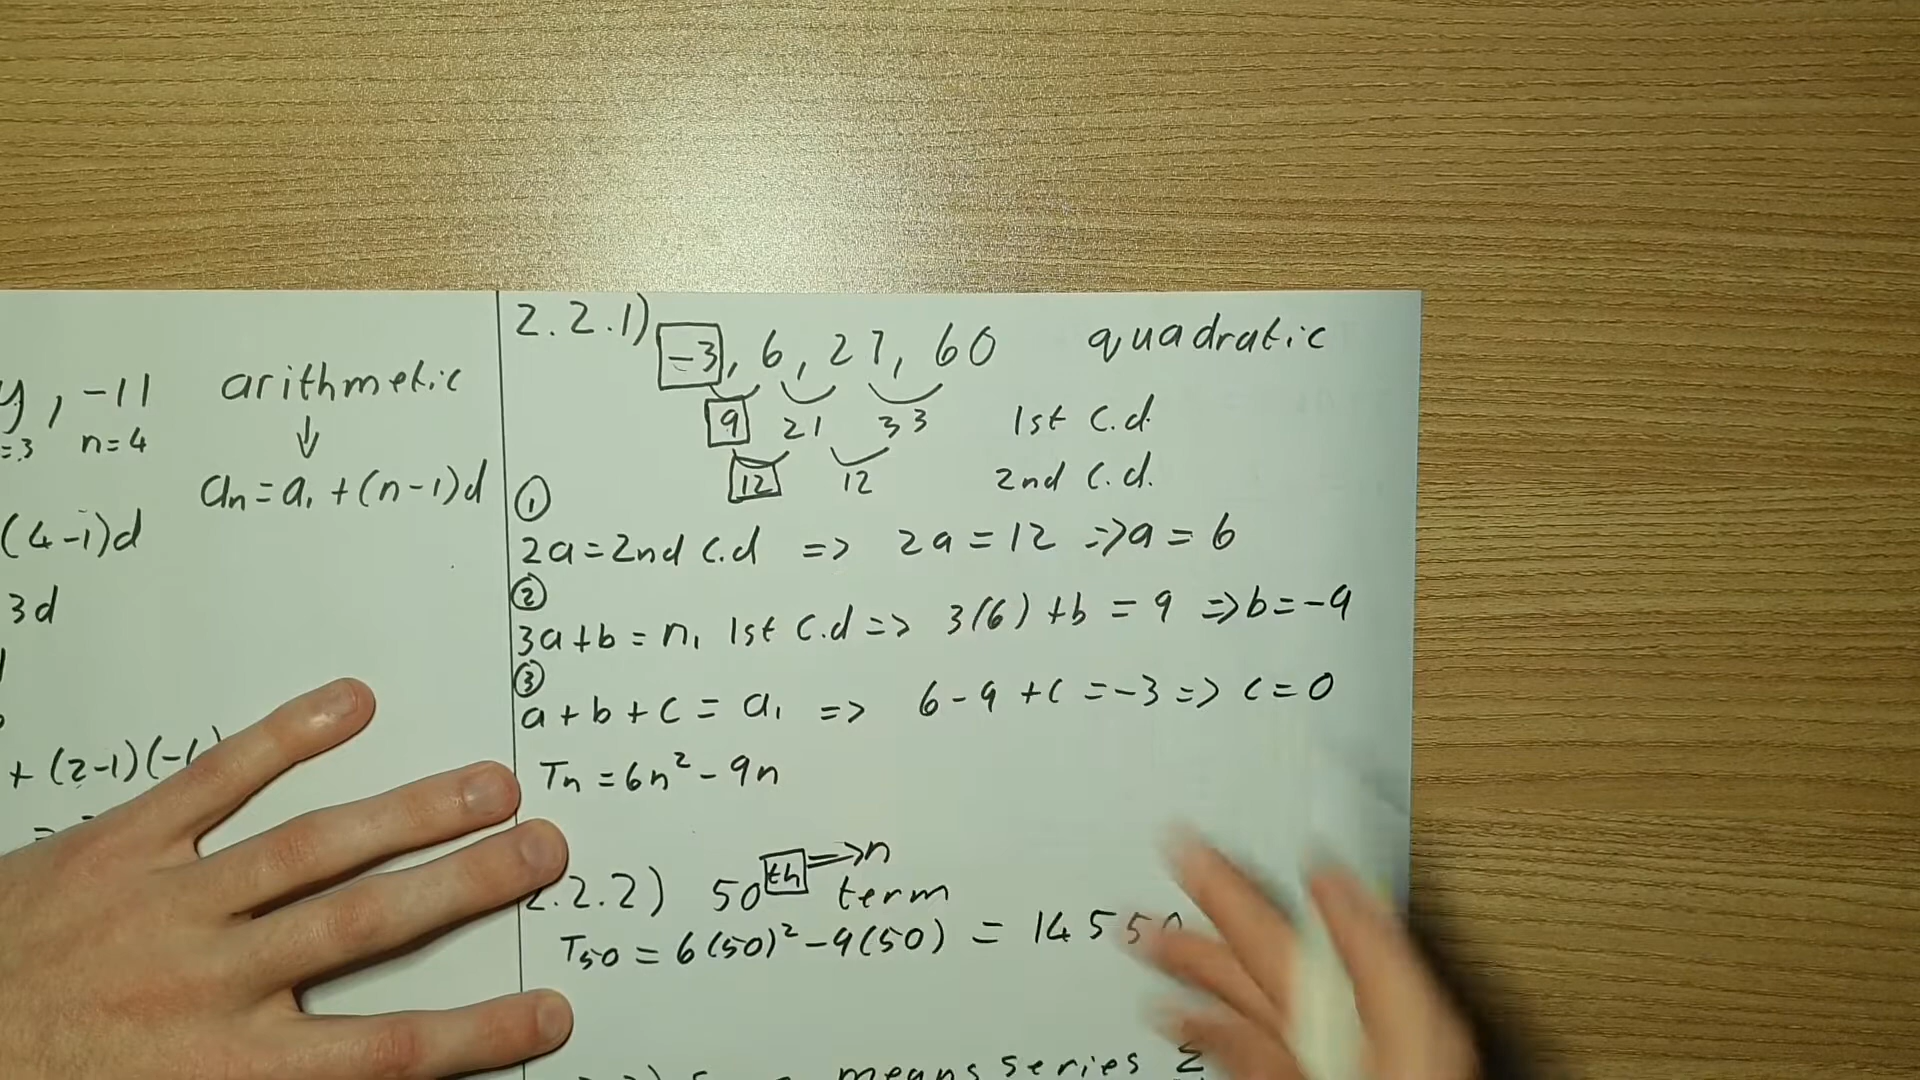 y, -11 arithmetic
=3 n=4
↓
an = a1 + (n-1)d
(4-1)d
3d
+ (2-1)(-
2.2.1) -3, 6, 27, 60 quadratic
9 21 33 1st C.d.
12 12 2nd C.d.
①
2a = 2nd C.d => 2a = 12 => a = 6
②
3a + b = n1 1st C.d => 3(6) + b = 9 => b = -9
③
a + b + c = a1 => 6 - 9 + c = -3 => c = 0
Tn = 6n² - 9n
2.2.2) 50th => n
term
T50 = 6(50)² - 9(50) = 14550
means series Σ